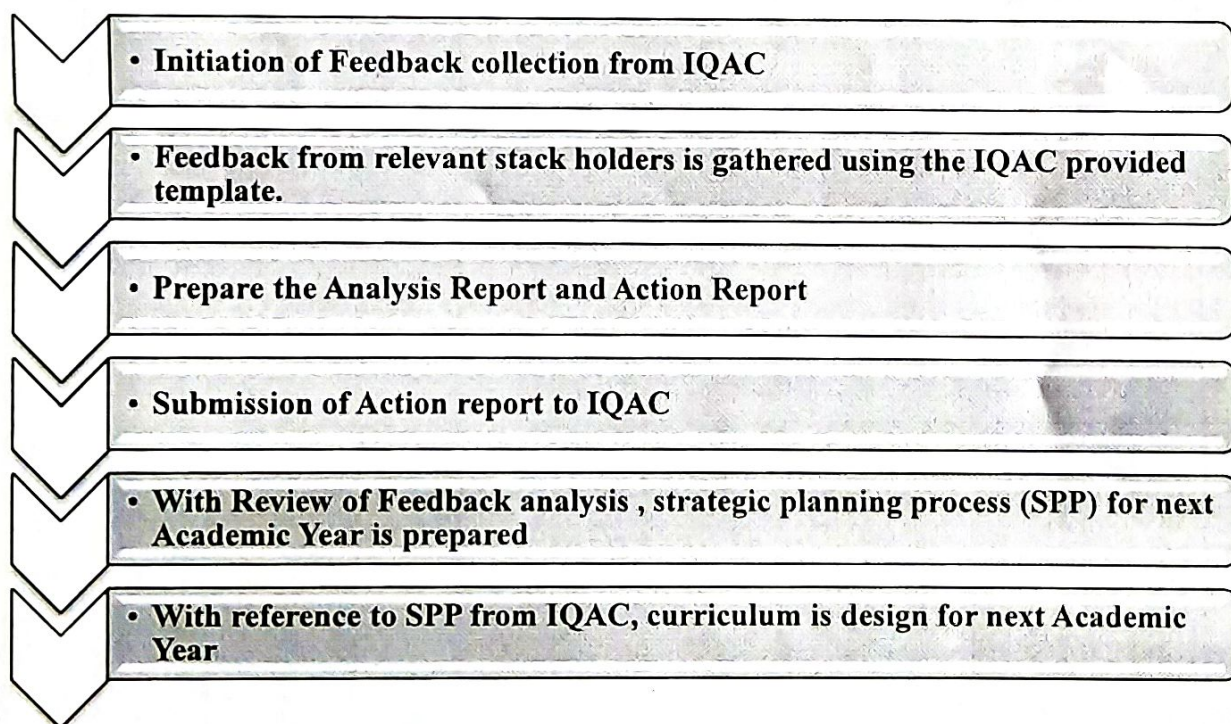 • Initiation of Feedback collection from IQAC
• Feedback from relevant stack holders is gathered using the IQAC provided
template.
• Prepare the Analysis Report and Action Report
• Submission of Action report to IQAC
• With Review of Feedback analysis , strategic planning process (SPP) for next
Academic Year is prepared
• With reference to SPP from IQAC, curriculum is design for next Academic
Year